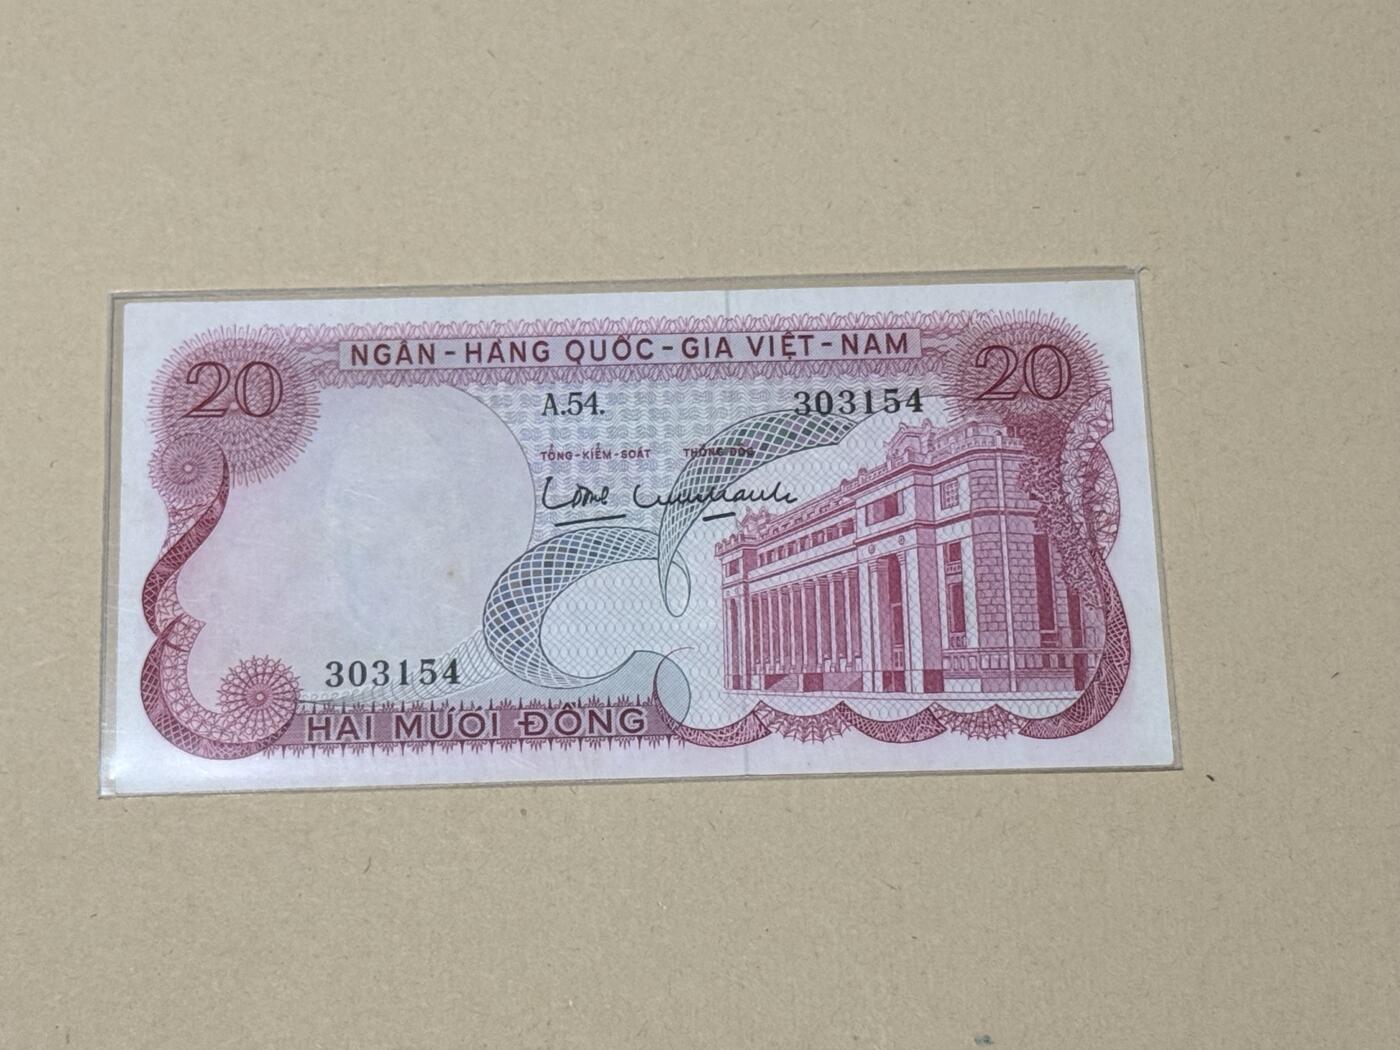 NGÂN-HÀNG QUỐC-GIA VIỆT-NAM
20
20
A.54.
303154
TỔNG-KIỂM-SOÁT
THỐNG ĐỐC
303154
HAI MƯƠI ĐỒNG